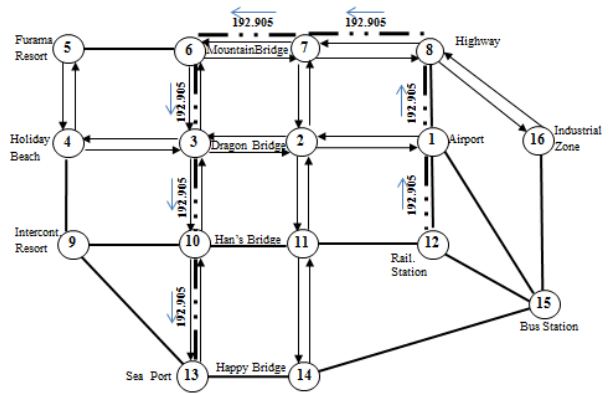 192.905
192.905
Furama
Resort
5
6
MountainBridge
7
8
Highway
192.905
192.905
Holiday
Beach
4
3
Dragon Bridge
2
1
Airport
16
Industrial
Zone
192.905
192.905
Intercont.
Resort
9
10
Han's Bridge
11
12
Rail.
Station
192.905
15
Bus Station
Sea Port
13
Happy Bridge
14